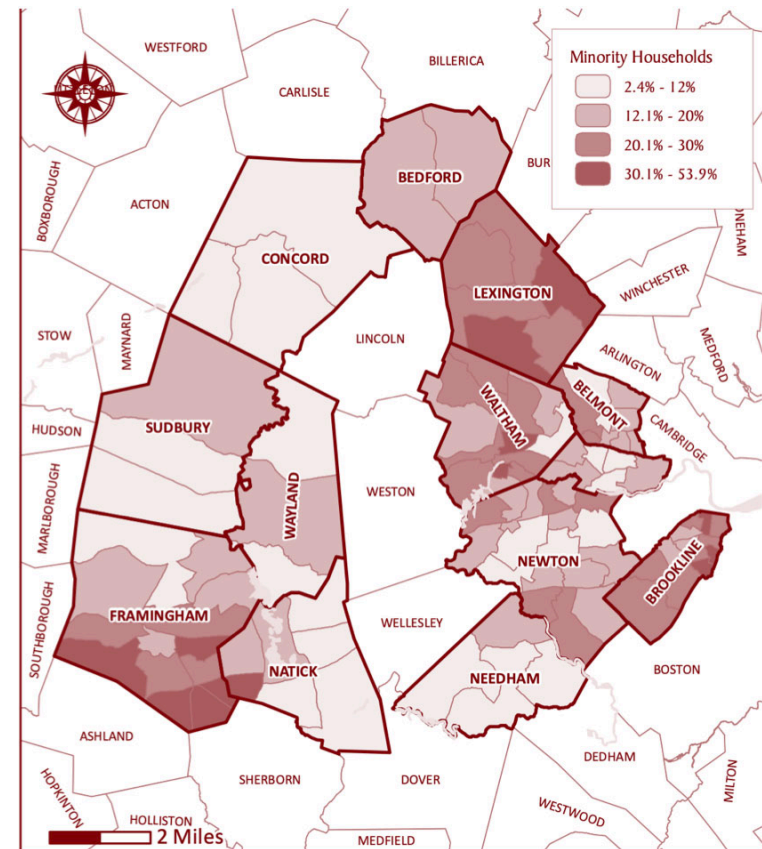 WESTFORD
BILLERICA
Minority Households
2.4% - 12%
12.1% - 20%
20.1% - 30%
30.1% - 53.9%
CARLISLE
BUR
BEDFORD
BOXBOROUGH
ACTON
ONEHAM
CONCORD
LEXINGTON
WINCHESTER
STOW
MAYNARD
LINCOLN
MEDFORD
ARLINGTON
BELMONT
WALTHAM
SUDBURY
HUDSON
CAMBRIDGE
WESTON
WAYLAND
MARLBOROUGH
NEWTON
BROOKLINE
FRAMINGHAM
WELLESLEY
SOUTHBOROUGH
NATICK
NEEDHAM
BOSTON
ASHLAND
DEDHAM
SHERBORN
DOVER
MILTON
HOPKINTON
HOLLISTON
WESTWOOD
2 Miles
MEDFIELD